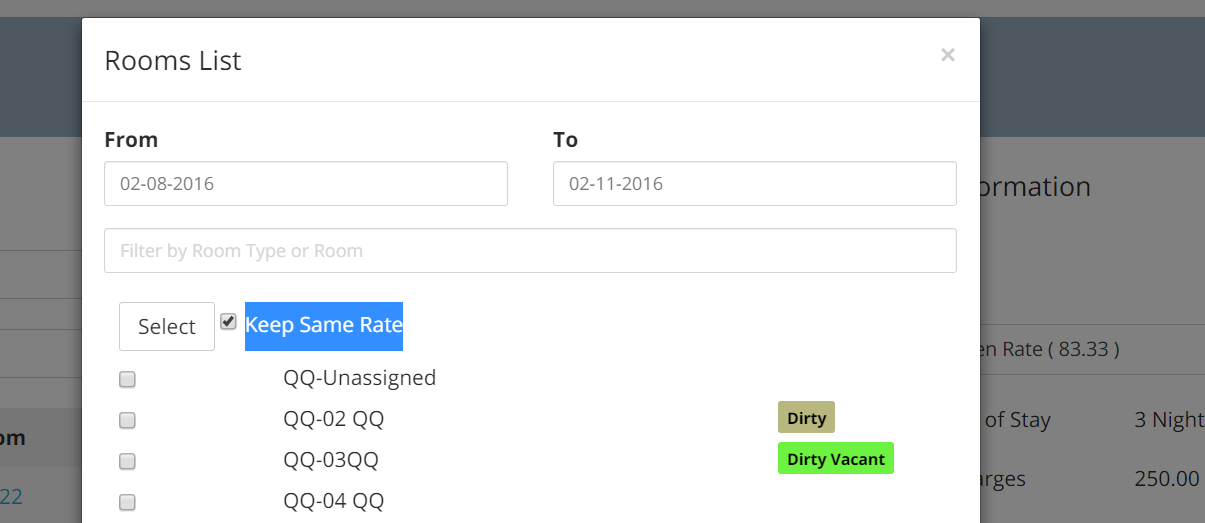 Rooms List
×
From
To
02-08-2016
02-11-2016
Filter by Room Type or Room
Select
Keep Same Rate
QQ-Unassigned
QQ-02 QQ
Dirty
QQ-03QQ
Dirty Vacant
QQ-04 QQ
ormation
en Rate ( 83.33 )
of Stay
3 Night
arges
250.00
om
22